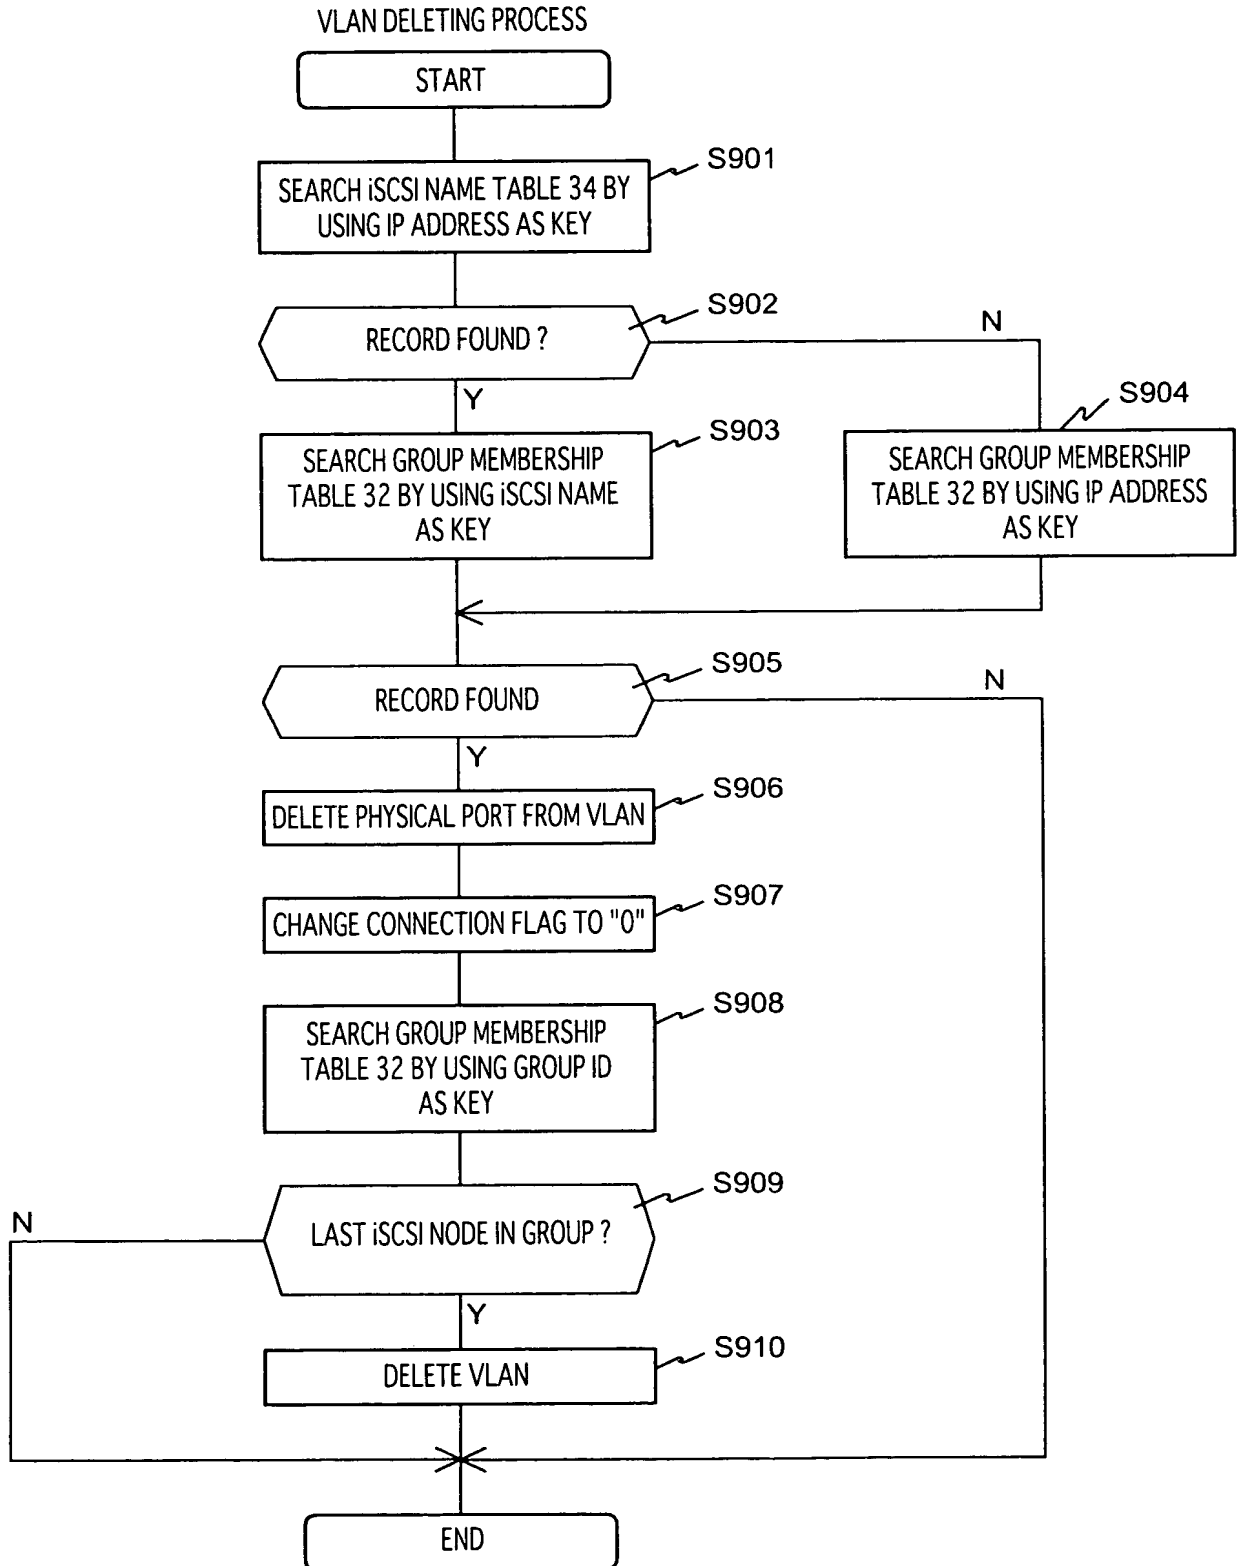 VLAN DELETING PROCESS
START
S901
SEARCH iSCSI NAME TABLE 34 BY
USING IP ADDRESS AS KEY
S902
RECORD FOUND ?
N
Y
S903
SEARCH GROUP MEMBERSHIP
TABLE 32 BY USING iSCSI NAME
AS KEY
S904
SEARCH GROUP MEMBERSHIP
TABLE 32 BY USING IP ADDRESS
AS KEY
S905
RECORD FOUND
N
Y
S906
DELETE PHYSICAL PORT FROM VLAN
S907
CHANGE CONNECTION FLAG TO "0"
S908
SEARCH GROUP MEMBERSHIP
TABLE 32 BY USING GROUP ID
AS KEY
S909
LAST iSCSI NODE IN GROUP ?
N
Y
S910
DELETE VLAN
END